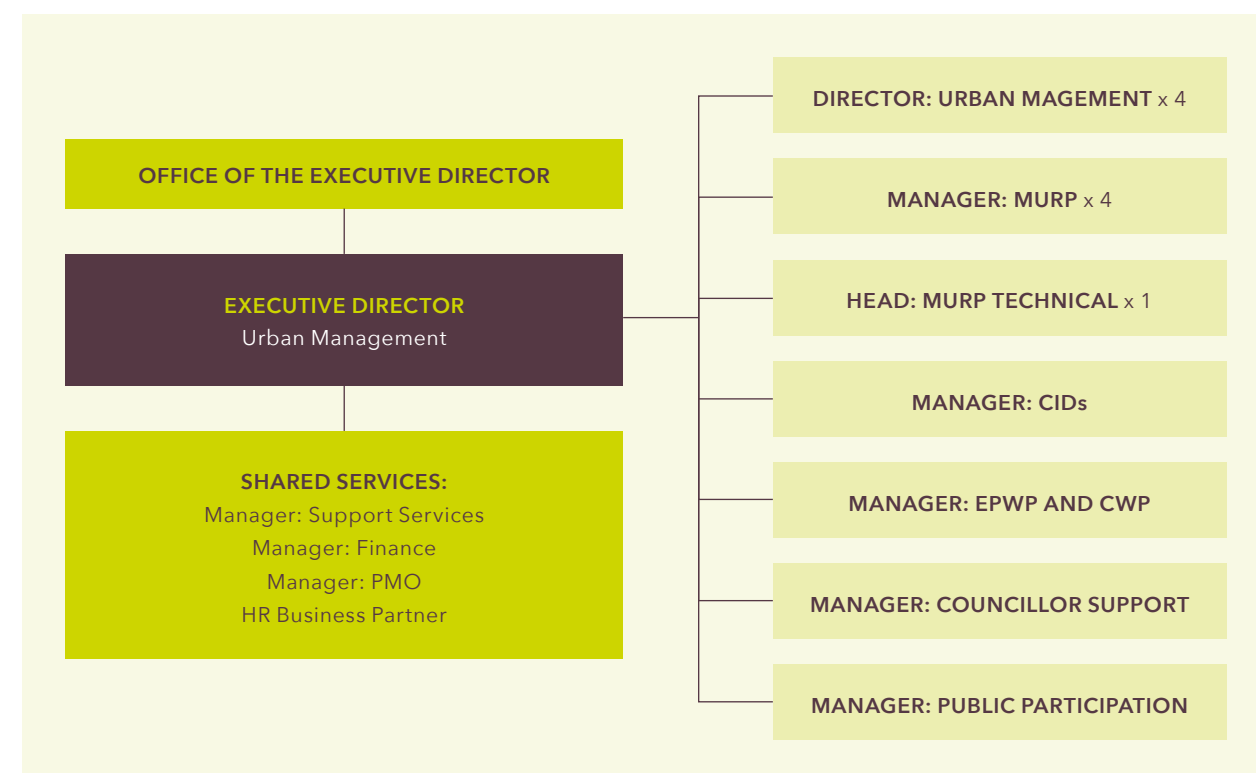 OFFICE OF THE EXECUTIVE DIRECTOR
EXECUTIVE DIRECTOR
Urban Management
SHARED SERVICES:
Manager: Support Services
Manager: Finance
Manager: PMO
HR Business Partner
DIRECTOR: URBAN MAGEMENT x 4
MANAGER: MURP x 4
HEAD: MURP TECHNICAL x 1
MANAGER: CIDs
MANAGER: EPWP AND CWP
MANAGER: COUNCILLOR SUPPORT
MANAGER: PUBLIC PARTICIPATION